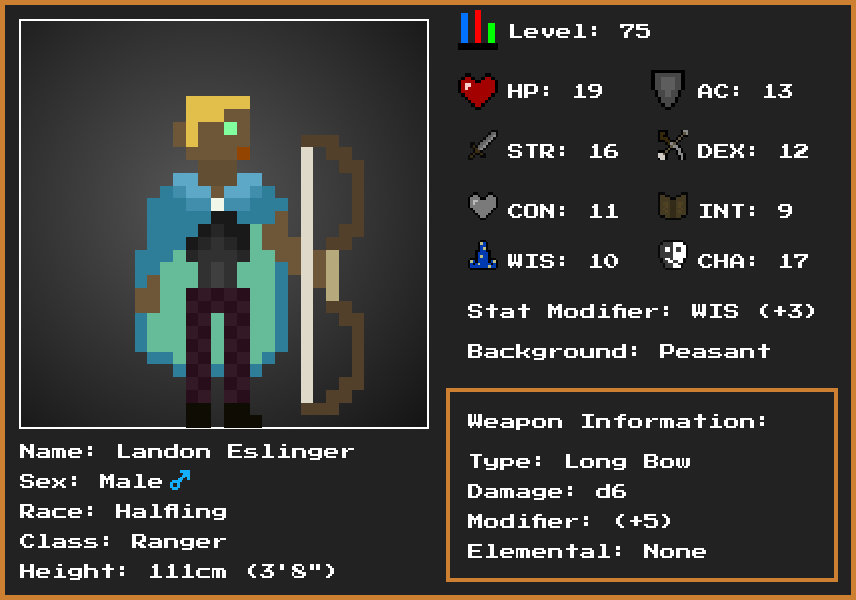 Level: 75
HP: 19
AC: 13
STR: 16
DEX: 12
CON: 11
INT: 9
WIS: 10
CHA: 17
Stat Modifier: WIS (+3)
Background: Peasant
Weapon Information:
Type: Long Bow
Damage: d6
Modifier: (+5)
Elemental: None
Name: Landon Eslinger
Sex: Male♂
Race: Halfling
Class: Ranger
Height: 111cm (3'8")